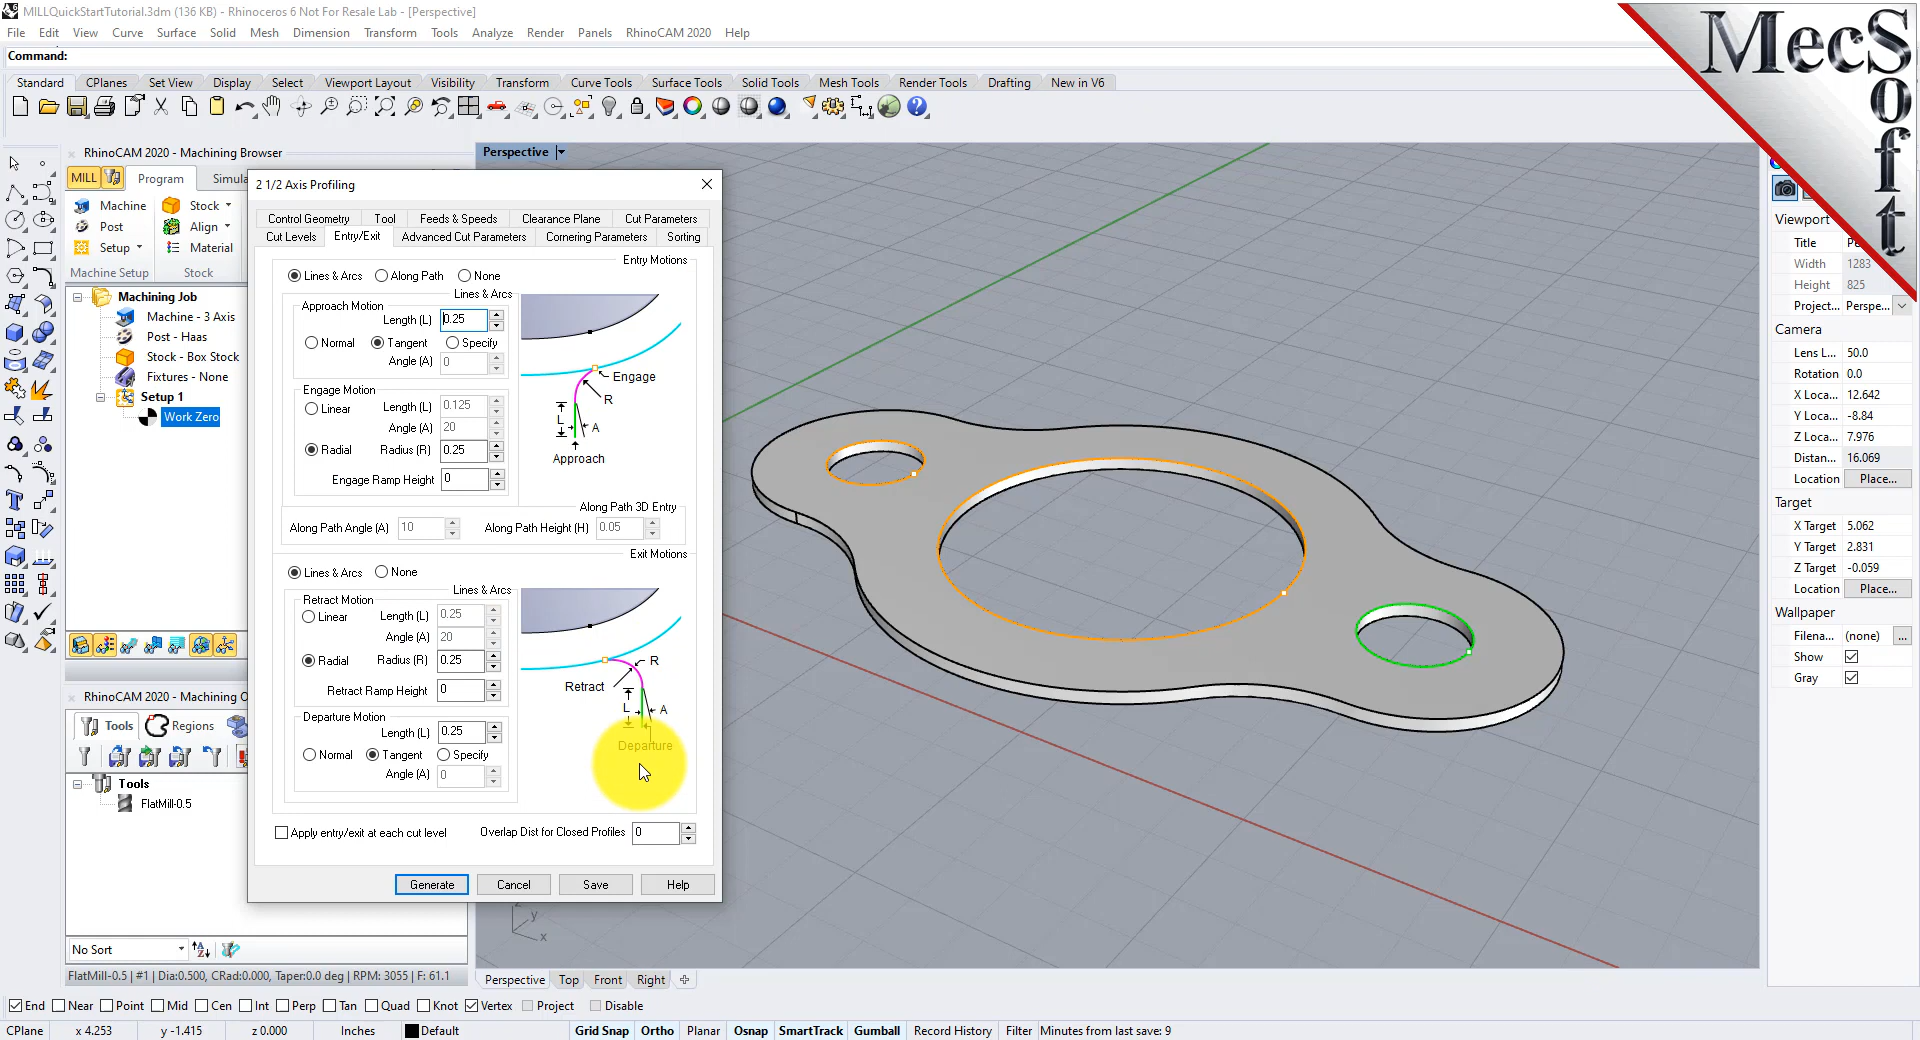 MILLQuickStartTutorial.3dm (136 KB) - Rhinoceros 6 Not For Resale Lab - [Perspective]
File Edit View Curve Surface Solid Mesh Dimension Transform Tools Analyze Render Panels RhinoCAM 2020 Help
Command:
Standard CPlanes Set View Display Select Viewport Layout Visibility Transform Curve Tools Surface Tools Solid Tools Mesh Tools Render Tools Drafting New in V6
MecSoft
RhinoCAM 2020 - Machining Browser
MILL Program Simula
Machine Stock
Post Align
Setup Material
Machine Setup Stock
Machining Job
Machine - 3 Axis
Post - Haas
Stock - Box Stock
Fixtures - None
Setup 1
Work Zero
RhinoCAM 2020 - Machining O
Tools Regions
Tools
FlatMill-0.5
No Sort
FlatMill-0.5 | #1 | Dia:0.500, CRad:0.000, Taper:0.0 deg | RPM: 3055 | F: 61.1
2 1/2 Axis Profiling
Control Geometry Tool Feeds & Speeds Clearance Plane Cut Parameters
Cut Levels Entry/Exit Advanced Cut Parameters Cornering Parameters Sorting
Entry Motions
Lines & Arcs Along Path None
Lines & Arcs
Approach Motion
Length (L) 0.25
Normal Tangent Specify
Angle (A) 0
Engage Motion
Linear Length (L) 0.125
Angle (A) 20
Radial Radius (R) 0.25
Engage Ramp Height 0
Engage
R
L
A
Approach
Along Path 3D Entry
Along Path Angle (A) 10 Along Path Height (H) 0.05
Exit Motions
Lines & Arcs None
Lines & Arcs
Retract Motion
Linear Length (L) 0.25
Angle (A) 20
Radial Radius (R) 0.25
Retract Ramp Height 0
Departure Motion
Length (L) 0.25
Normal Tangent Specify
Angle (A) 0
R
Retract
L
A
Departure
Apply entry/exit at each cut level Overlap Dist for Closed Profiles 0
Generate Cancel Save Help
Perspective
y
x
Perspective Top Front Right
Viewport
Title Pe
Width 1283
Height 825
Project... Perspe...
Camera
Lens L... 50.0
Rotation 0.0
X Loca... 12.642
Y Loca... -8.84
Z Loca... 7.976
Distan... 16.069
Location Place...
Target
X Target 5.062
Y Target 2.831
Z Target -0.059
Location Place...
Wallpaper
Filena... (none) ...
Show
Gray
End Near Point Mid Cen Int Perp Tan Quad Knot Vertex Project Disable
CPlane x 4.253 y -1.415 z 0.000 Inches Default Grid Snap Ortho Planar Osnap SmartTrack Gumball Record History Filter Minutes from last save: 9